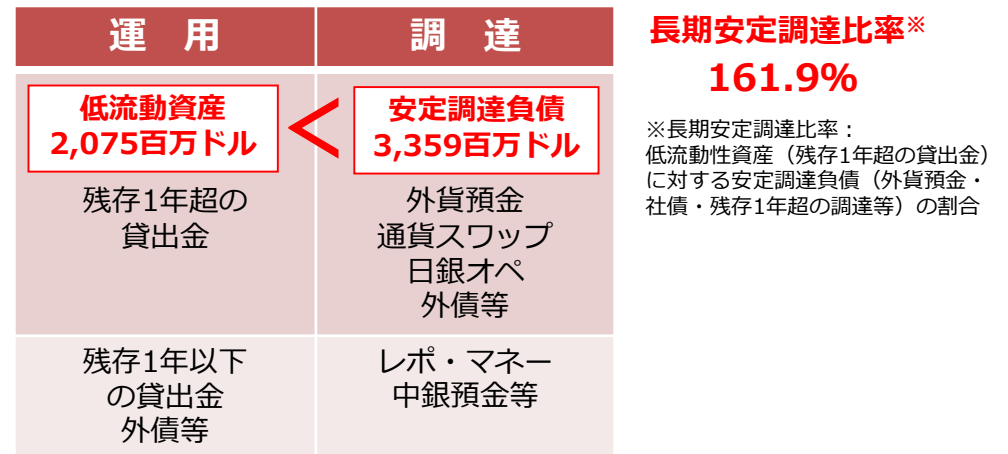 運 用
調 達
低流動資産
2,075百万ドル
<
安定調達負債
3,359百万ドル
残存1年超の
貸出金
外貨預金
通貨スワップ
日銀オペ
外債等
残存1年以下
の貸出金
外債等
レポ・マネー
中銀預金等
長期安定調達比率※
161.9%
※長期安定調達比率：
低流動性資産（残存1年超の貸出金）
に対する安定調達負債（外貨預金・
社債・残存1年超の調達等）の割合